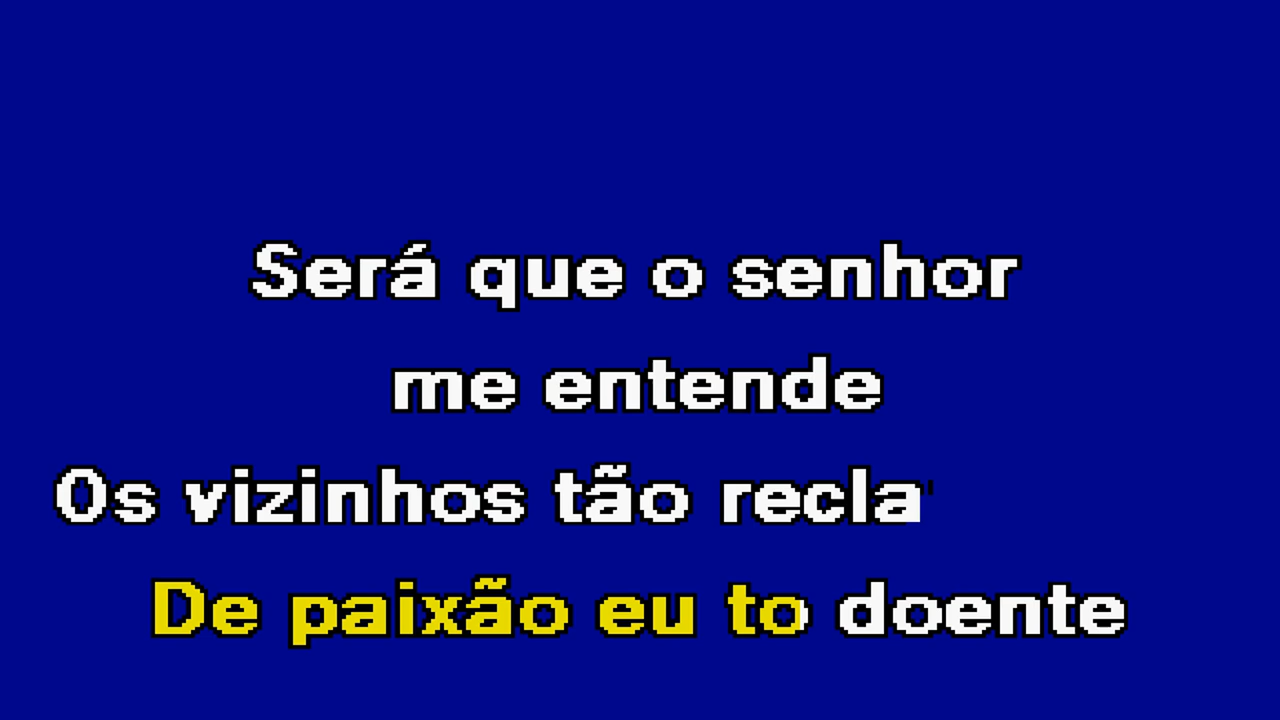 Será que o senhor
me entende
Os vizinhos tão recla
De paixão eu to doente